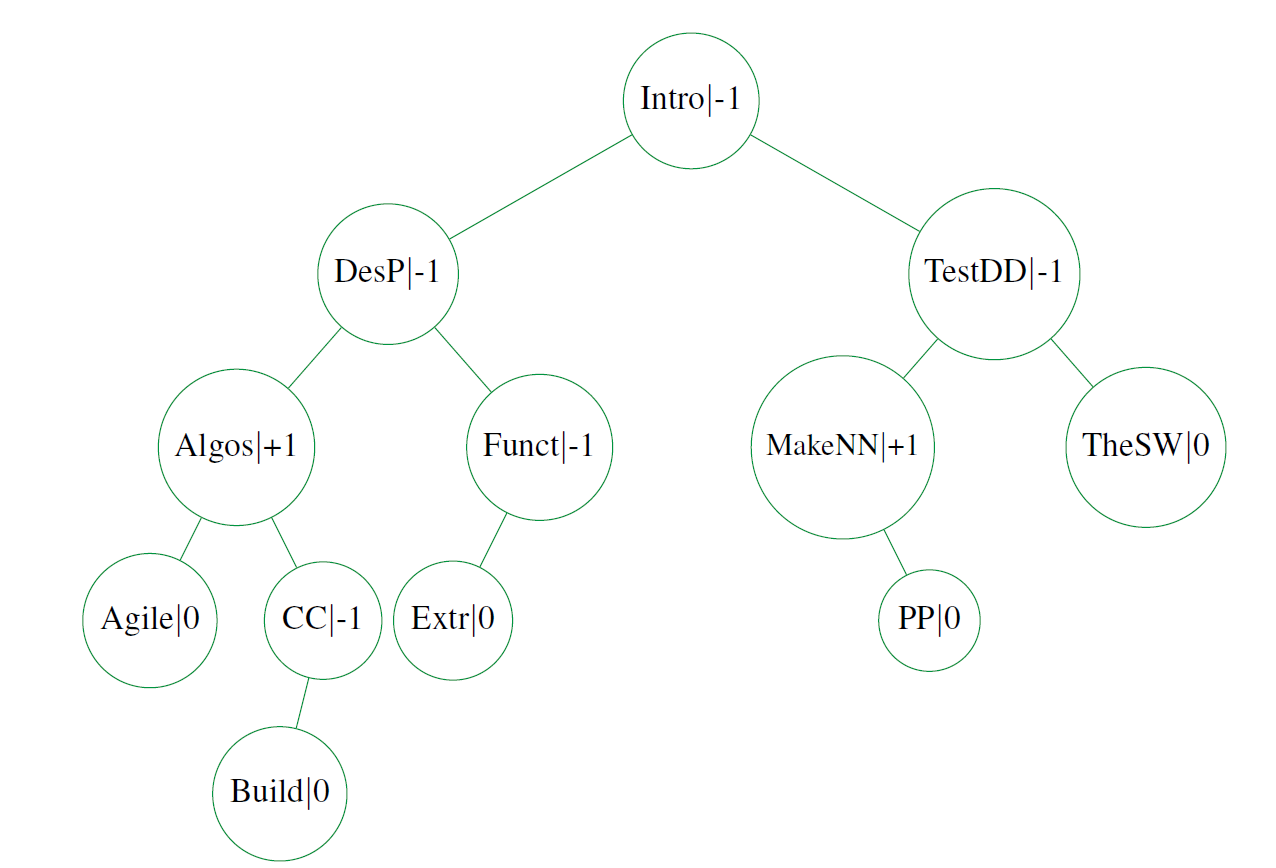 Intro|-1
DesP|-1
TestDD|-1
Algos|+1
Funct|-1
MakeNN|+1
TheSW|0
Agile|0
CC|-1
Extr|0
PP|0
Build|0